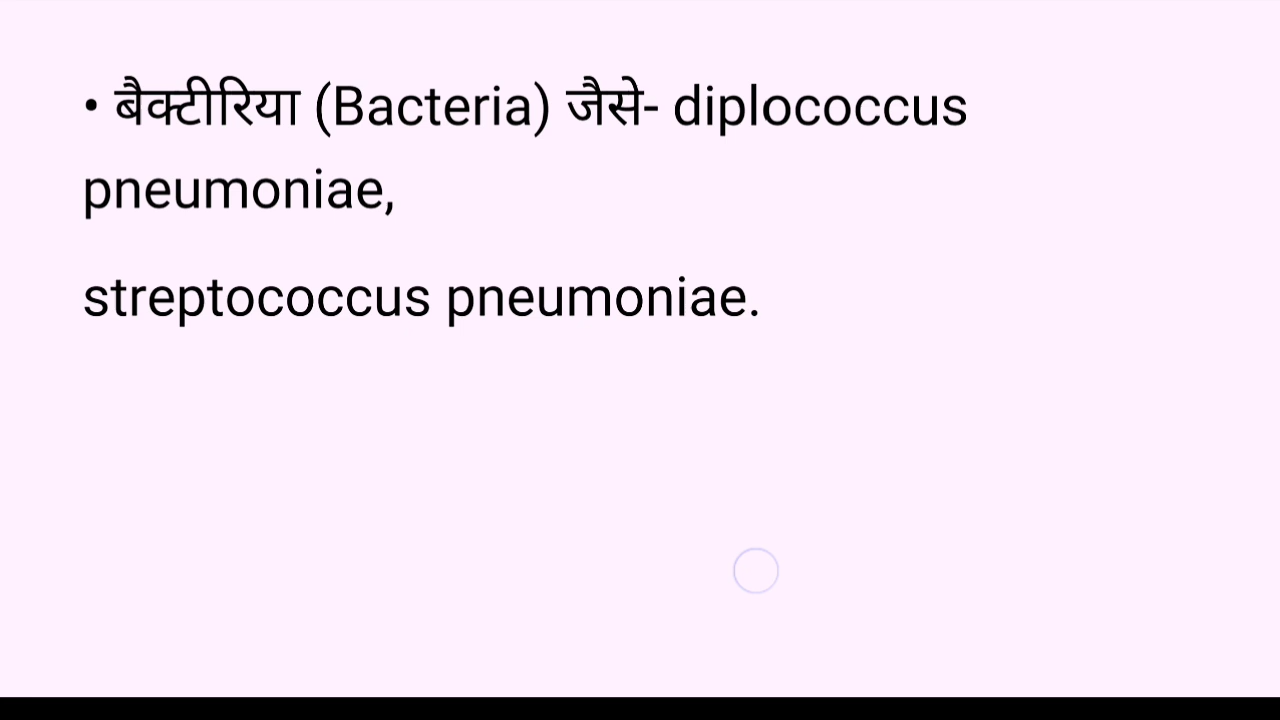 • बैक्टीरिया (Bacteria) जैसे- diplococcus
pneumoniae,
streptococcus pneumoniae.